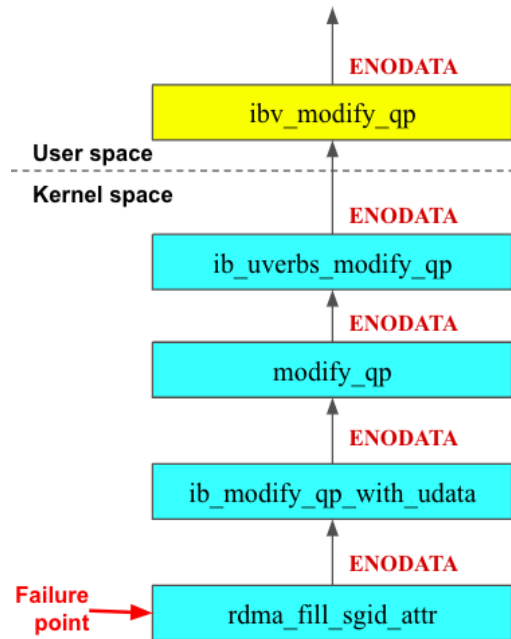 ENODATA
ibv_modify_qp
User space
Kernel space
ENODATA
ib_uverbs_modify_qp
ENODATA
modify_qp
ENODATA
ib_modify_qp_with_udata
ENODATA
Failure
point
rdma_fill_sgid_attr